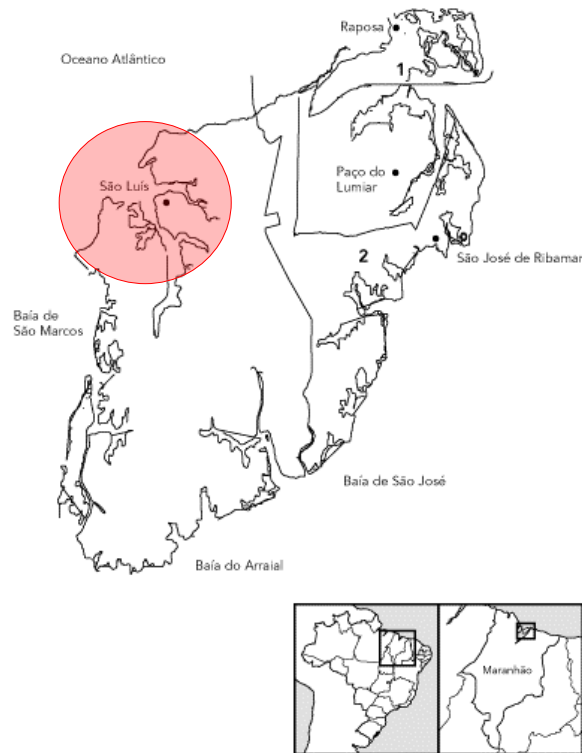 Raposa
Oceano Atlântico
1
São Luís
Paço do
Lumiar
2
São José de Ribamar
Baía de
São Marcos
Baía de São José
Baía do Arraial
Maranhão